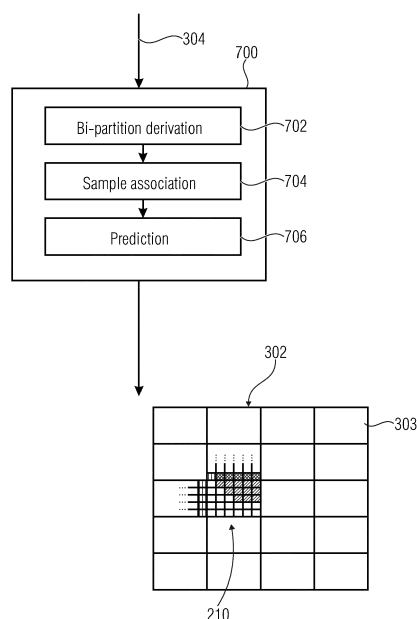 304
700
Bi-partition derivation
702
Sample association
704
Prediction
706
302
303
210